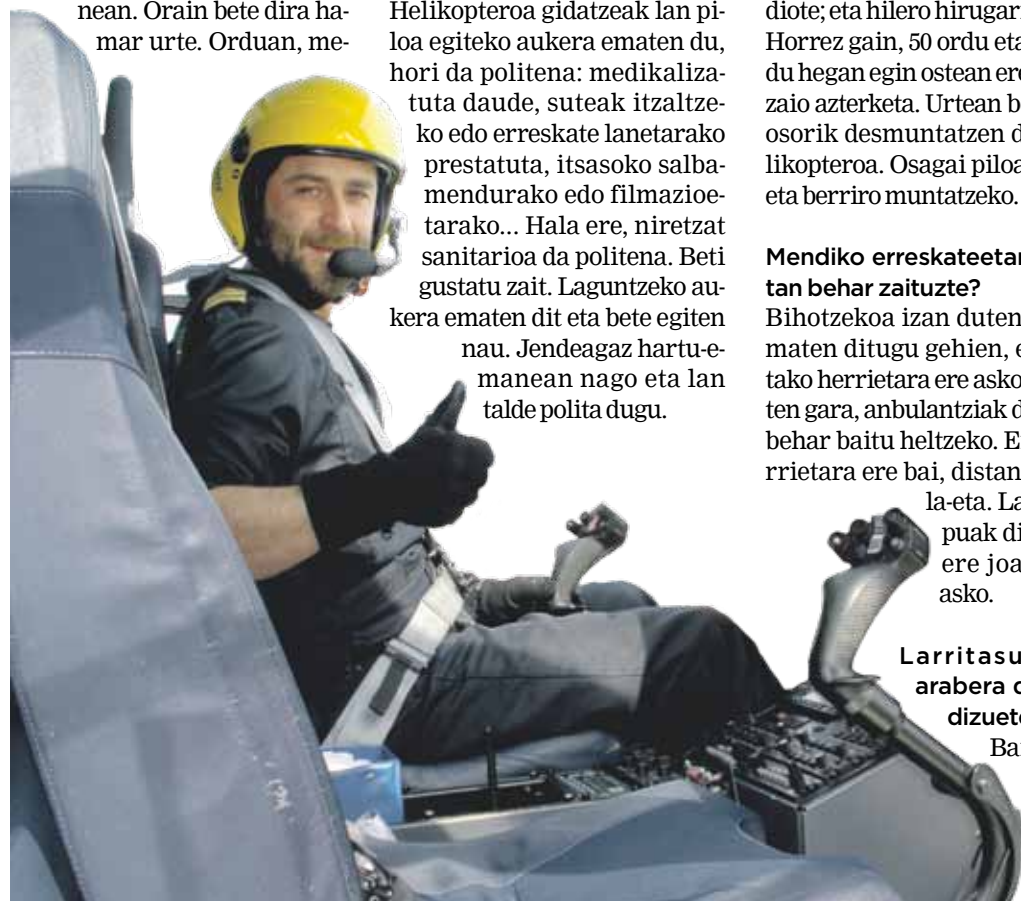 nean. Orain bete dira ha-
mar urte. Orduan, me-
Helikopteroa gidatzeak lan pi-
loa egiteko aukera ematen du,
hori da politena: medikaliza-
tuta daude, suteak itzaltze-
ko edo erreskate lanetarako
prestatuta, itsasoko salba-
mendurako edo filmazioe-
tarako... Hala ere, niretzat
sanitarioa da politena. Beti
gustatu zait. Laguntzeko au-
kera ematen dit eta bete egiten
nau. Jendeagaz hartu-e-
manean nago eta lan
talde polita dugu.
diote; eta hilero hirugarr
Horrez gain, 50 ordu eta
du hegan egin ostean ere
zaio azterketa. Urtean b
osorik desmuntatzen d
likopteroa. Osagai piloa
eta berriro muntatzeko.
Mendiko erreskateetar
tan behar zaituzte?
Bihotzekoa izan duten
maten ditugu gehien, e
tako herrietara ere asko
ten gara, anbulantziak d
behar baitu heltzeko. E
rrietara ere bai, distan
la-eta. La
puak di
ere joa
asko.
Larritasu
arabera d
dizuete
Bai